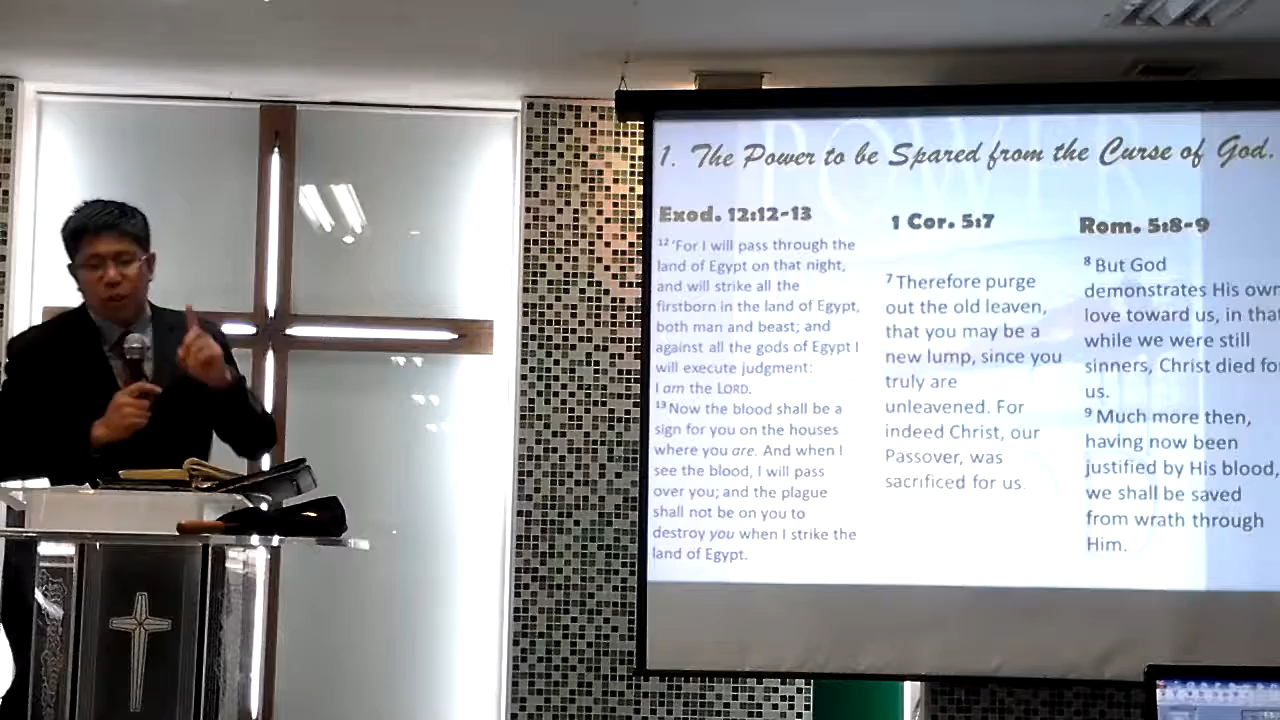 POWER
1. The Power to be Spared from the Curse of God.
Exod. 12:12-13
12 'For I will pass through the
land of Egypt on that night,
and will strike all the
firstborn in the land of Egypt,
both man and beast; and
against all the gods of Egypt I
will execute judgment:
I am the LORD.
13 Now the blood shall be a
sign for you on the houses
where you are. And when I
see the blood, I will pass
over you; and the plague
shall not be on you to
destroy you when I strike the
land of Egypt.
1 Cor. 5:7
7 Therefore purge
out the old leaven,
that you may be a
new lump, since you
truly are
unleavened. For
indeed Christ, our
Passover, was
sacrificed for us.
Rom. 5:8-9
8 But God
demonstrates His own
love toward us, in that
while we were still
sinners, Christ died for
us.
9 Much more then,
having now been
justified by His blood,
we shall be saved
from wrath through
Him.